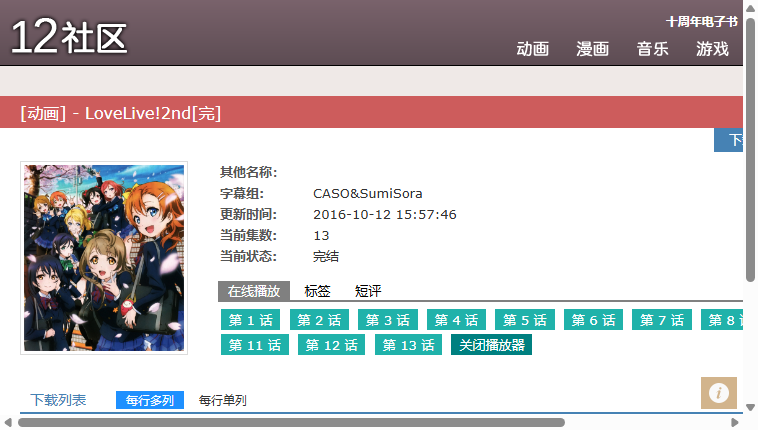 12社区
十周年电子书
动画 漫画 音乐 游戏
[动画] - LoveLive!2nd[完]
下
其他名称:
字幕组: CASO&SumiSora
更新时间: 2016-10-12 15:57:46
当前集数: 13
当前状态: 完结
在线播放 标签 短评
第 1 话 第 2 话 第 3 话 第 4 话 第 5 话 第 6 话 第 7 话 第 8
第 11 话 第 12 话 第 13 话 关闭播放器
下载列表 每行多列 每行单列